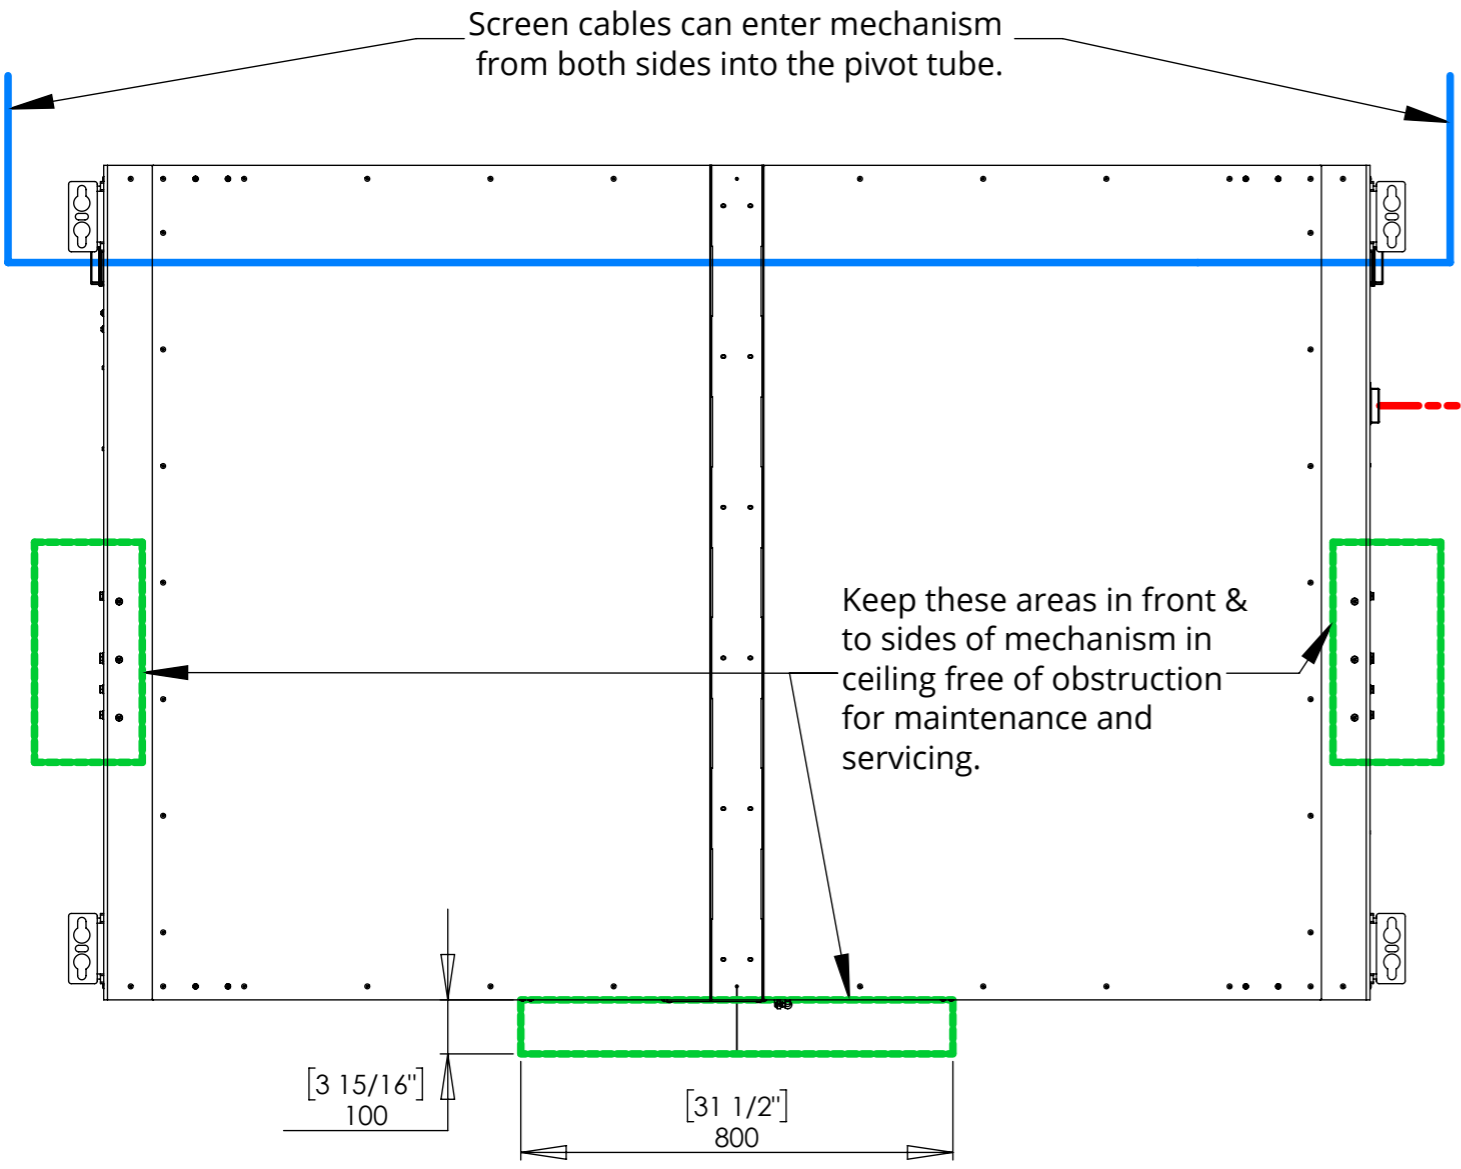 Screen cables can enter mechanism
from both sides into the pivot tube.
Keep these areas in front &
to sides of mechanism in
ceiling free of obstruction
for maintenance and
servicing.
[3 15/16"]
100
[31 1/2"]
800